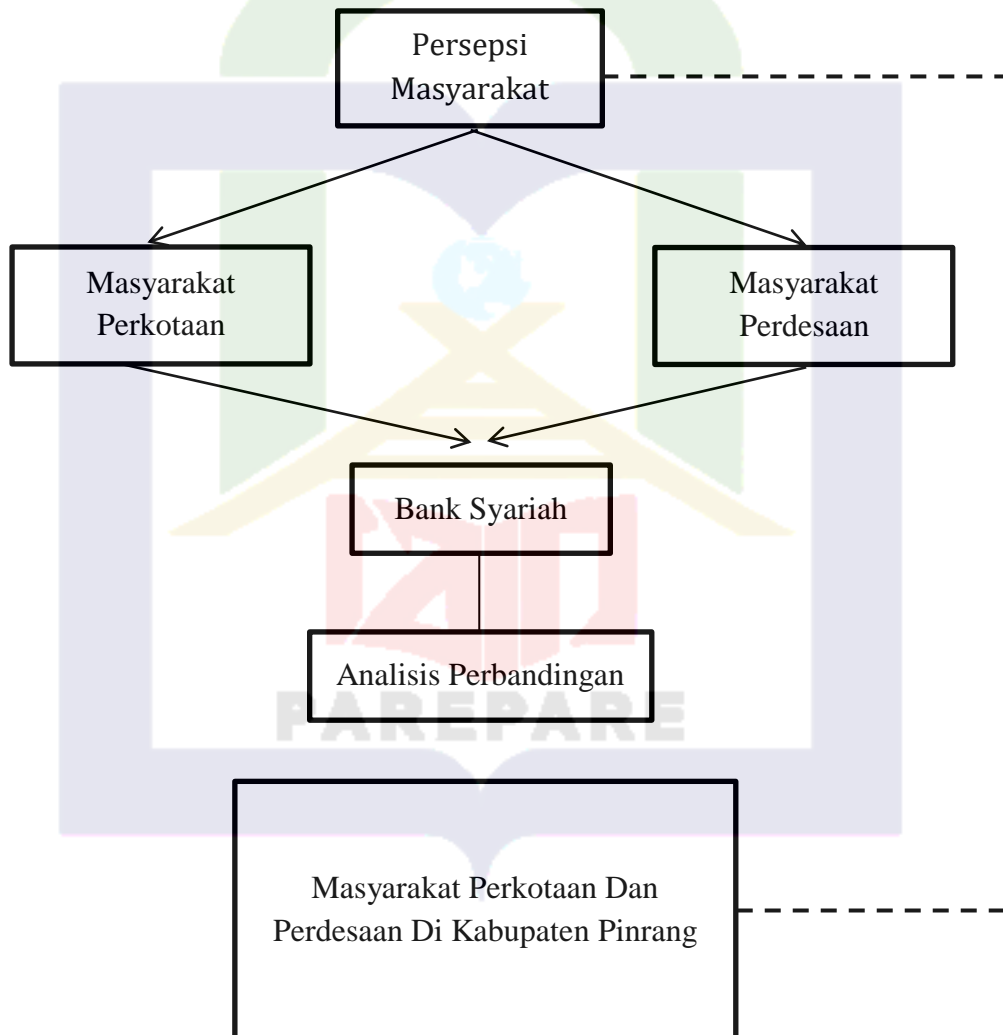 Persepsi
Masyarakat
Masyarakat
Perkotaan
Masyarakat
Perdesaan
Bank Syariah
Analisis Perbandingan
PAREPARE
Masyarakat Perkotaan Dan
Perdesaan Di Kabupaten Pinrang